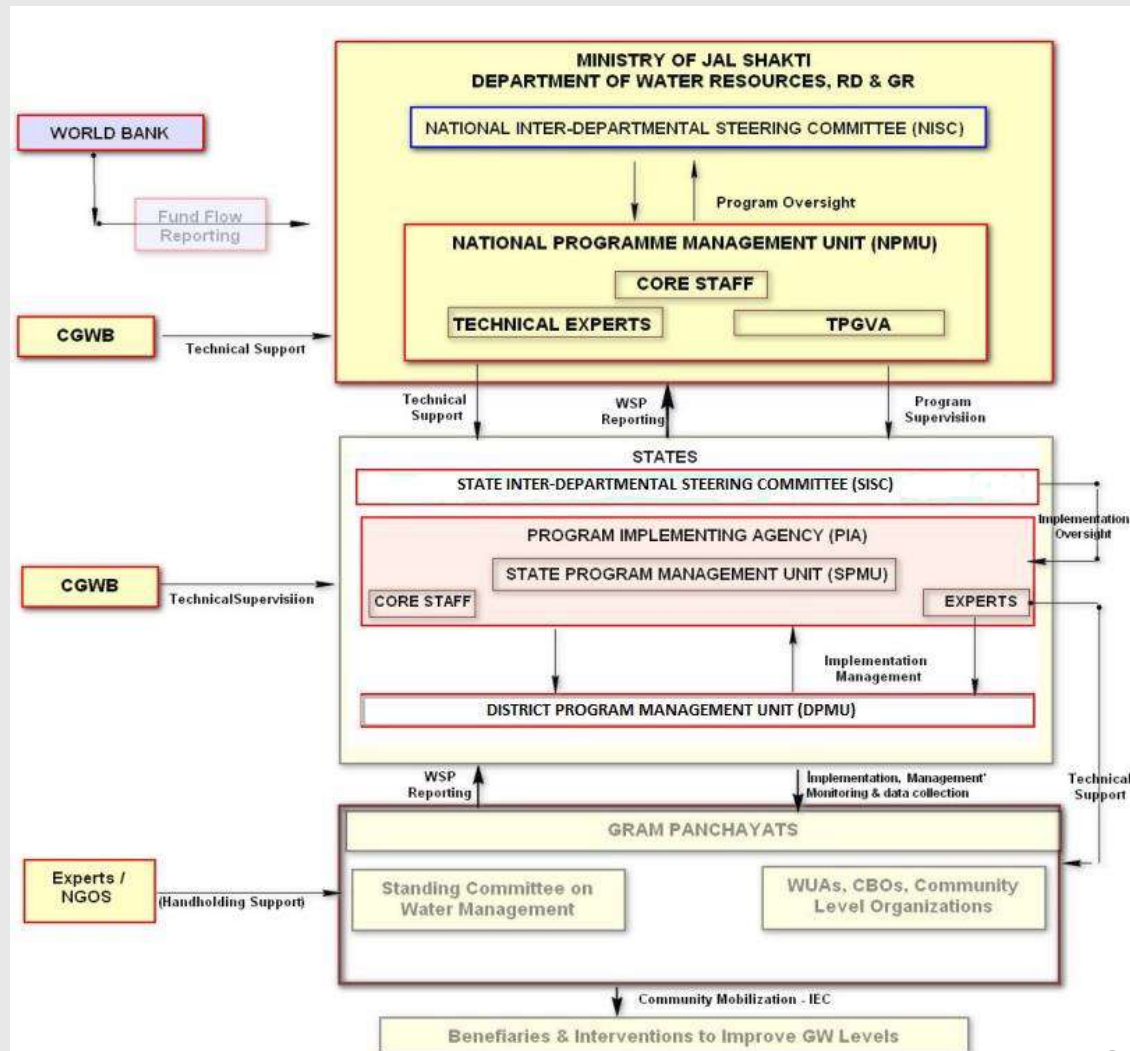 MINISTRY OF JAL SHAKTI
DEPARTMENT OF WATER RESOURCES, RD & GR
NATIONAL INTER-DEPARTMENTAL STEERING COMMITTEE (NISC)
WORLD BANK
Program Oversight
Fund Flow
Reporting
NATIONAL PROGRAMME MANAGEMENT UNIT (NPMU)
CORE STAFF
TECHNICAL EXPERTS
TPGVA
CGWB
Technical Support
Technical
Support
WSP
Reporting
Program
Supervisiion
STATES
STATE INTER-DEPARTMENTAL STEERING COMMITTEE (SISC)
Implementation
Oversight
PROGRAM IMPLEMENTING AGENCY (PIA)
STATE PROGRAM MANAGEMENT UNIT (SPMU)
CORE STAFF
EXPERTS
CGWB
TechnicalSupervisiion
Implementation
Management
DISTRICT PROGRAM MANAGEMENT UNIT (DPMU)
WSP
Reporting
Implementation, Management'
Monitoring & data collection
Technical
Support
GRAM PANCHAYATS
Experts /
NGOS
(Handholding Support)
Standing Committee on
Water Management
WUAs, CBOs, Community
Level Organizations
Community Mobilization - IEC
Benefiaries & Interventions to Improve GW Levels